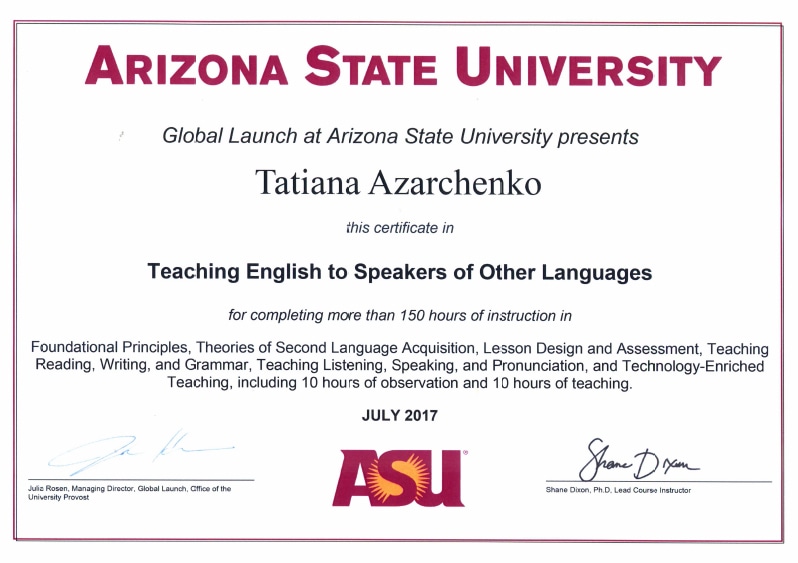 ARIZONA STATE UNIVERSITY
Global Launch at Arizona State University presents
Tatiana Azarchenko
this certificate in
Teaching English to Speakers of Other Languages
for completing more than 150 hours of instruction in
Foundational Principles, Theories of Second Language Acquisition, Lesson Design and Assessment, Teaching
Reading, Writing, and Grammar, Teaching Listening, Speaking, and Pronunciation, and Technology-Enriched
Teaching, including 10 hours of observation and 10 hours of teaching.
JULY 2017
Shane Dixon
ASU®
Julia Rosen, Managing Director, Global Launch, Office of the
University Provost
Shane Dixon, Ph.D, Lead Course Instructor